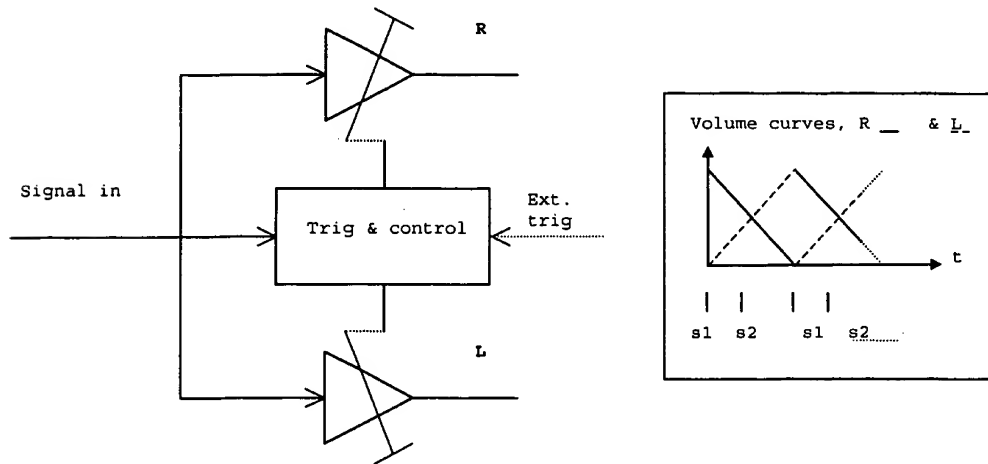 R
Signal in
Trig & control
Ext.
trig
L
Volume curves, R __ & L_
t
s1 s2 s1 s2